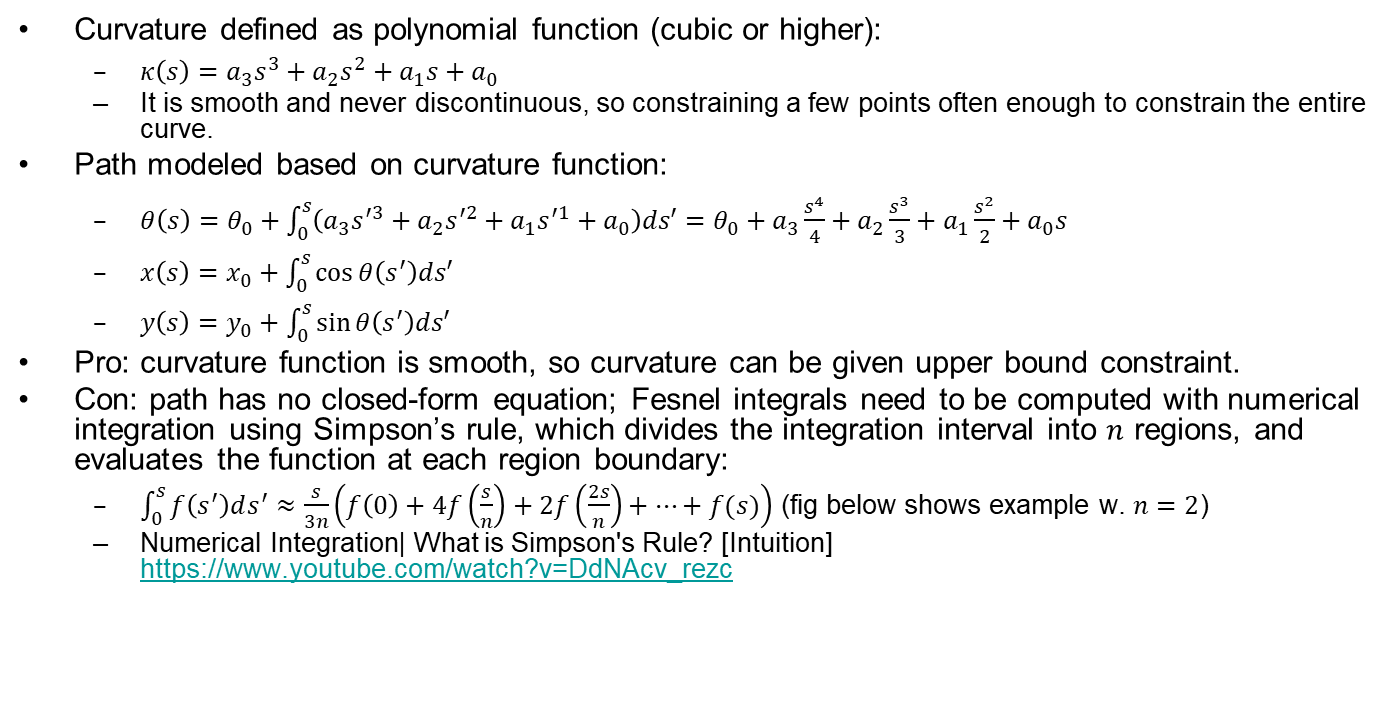 • Curvature defined as polynomial function (cubic or higher):
– κ(s) = a₃s³ + a₂s² + a₁s + a₀
– It is smooth and never discontinuous, so constraining a few points often enough to constrain the entire
curve.
• Path modeled based on curvature function:
– θ(s) = θ₀ + ∫₀ˢ(a₃s′³ + a₂s′² + a₁s′¹ + a₀)ds′ = θ₀ + a₃ s⁴/4 + a₂ s³/3 + a₁ s²/2 + a₀s
– x(s) = x₀ + ∫₀ˢ cos θ(s′)ds′
– y(s) = y₀ + ∫₀ˢ sin θ(s′)ds′
• Pro: curvature function is smooth, so curvature can be given upper bound constraint.
• Con: path has no closed-form equation; Fesnel integrals need to be computed with numerical
integration using Simpson’s rule, which divides the integration interval into n regions, and
evaluates the function at each region boundary:
– ∫₀ˢ f(s′)ds′ ≈ s/3n (f(0) + 4f(s/n) + 2f(2s/n) + ⋯ + f(s)) (fig below shows example w. n = 2)
– Numerical Integration| What is Simpson's Rule? [Intuition]
https://www.youtube.com/watch?v=DdNAcv_rezc